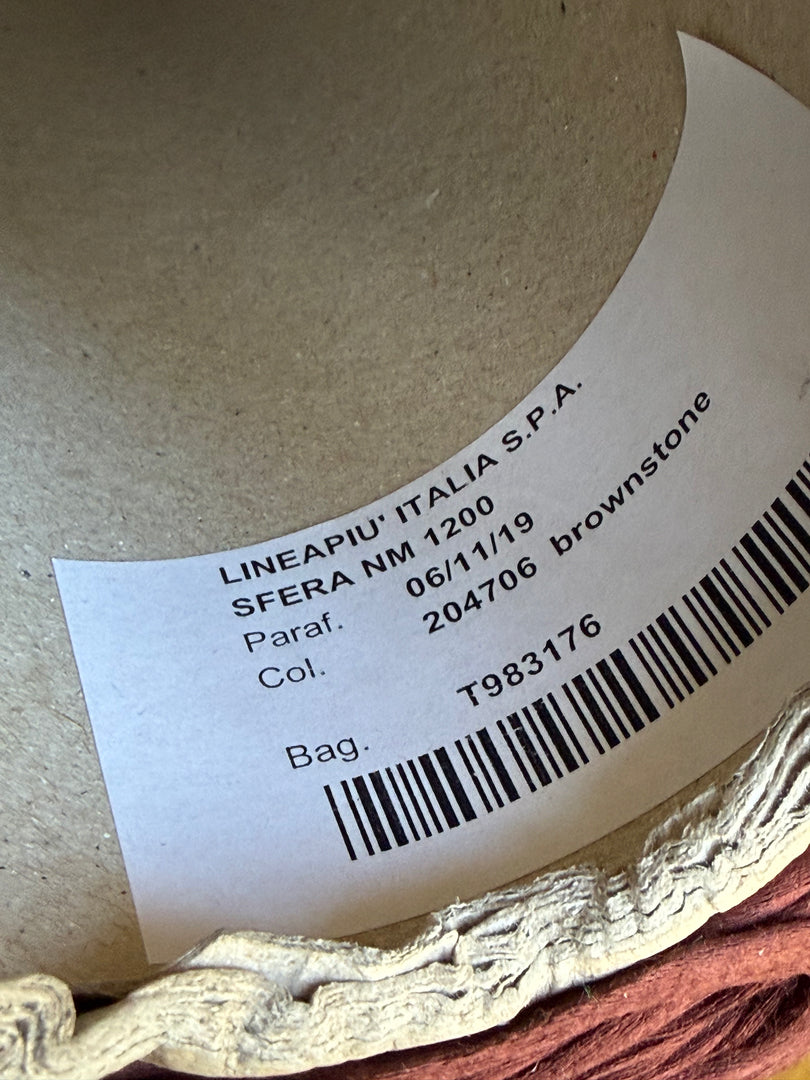 LINEAPIU' ITALIA S.P.A.
SFERA NM 1200
Paraf. 06/11/19
Col. 204706 brownstone
Bag. T983176